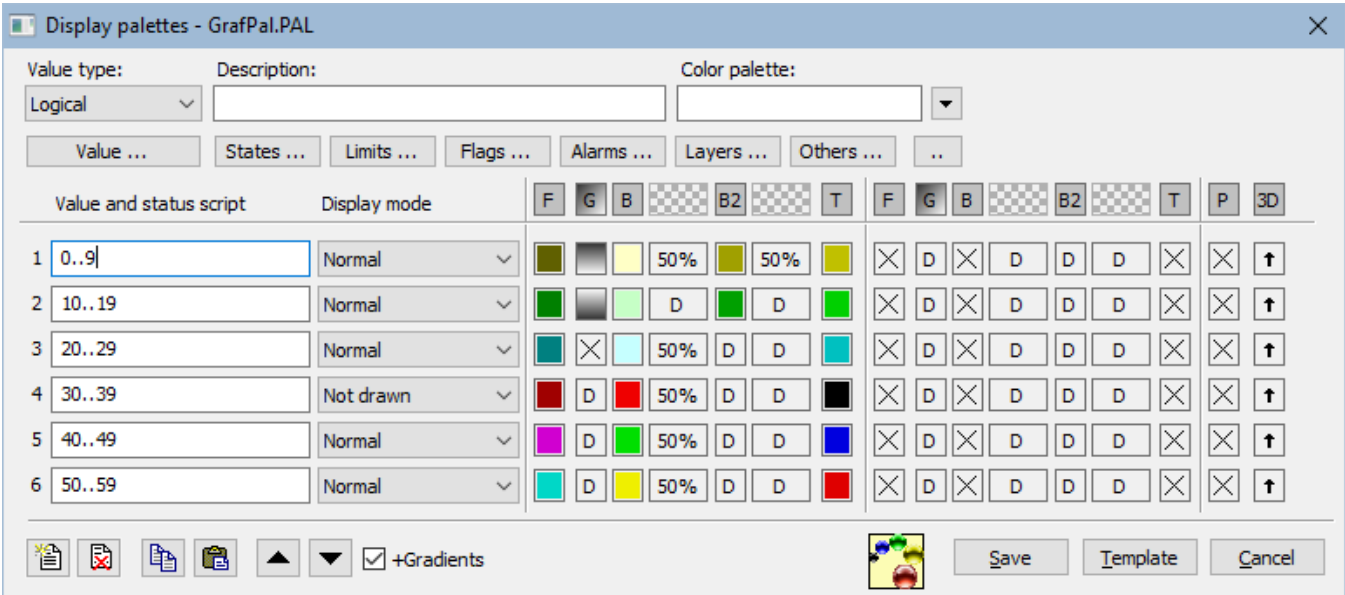 Display palettes - GrafPal.PAL
Value type: Description: Color palette:
Logical
Value ... States ... Limits ... Flags ... Alarms ... Layers ... Others ... ..
Value and status script Display mode F G B B2 T F G B B2 T P 3D
1 0..9 Normal 50% 50% D D D D ↑
2 10..19 Normal D D D D D D ↑
3 20..29 Normal 50% D D D D D D ↑
4 30..39 Not drawn D 50% D D D D D D ↑
5 40..49 Normal D 50% D D D D D D ↑
6 50..59 Normal D 50% D D D D D D ↑
+Gradients Save Template Cancel